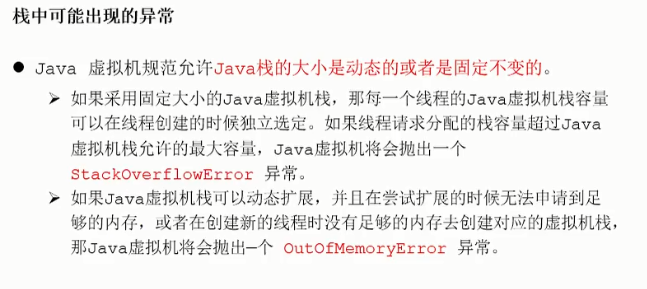 栈中可能出现的异常
● Java 虚拟机规范允许Java栈的大小是动态的或者是固定不变的。
➢ 如果采用固定大小的Java虚拟机栈，那每一个线程的Java虚拟机栈容量
可以在线程创建的时候独立选定。如果线程请求分配的栈容量超过Java
虚拟机栈允许的最大容量，Java虚拟机将会抛出一个
StackOverflowError 异常。
➢ 如果Java虚拟机栈可以动态扩展，并且在尝试扩展的时候无法申请到足
够的内存，或者在创建新的线程时没有足够的内存去创建对应的虚拟机栈，
那Java虚拟机将会抛出一个 OutOfMemoryError 异常。